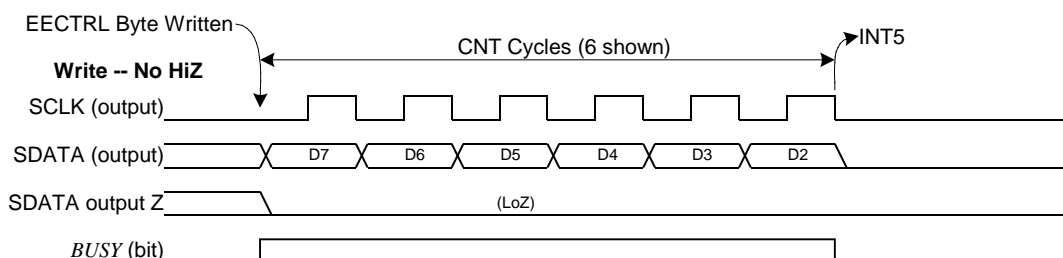 EECTRL Byte Written
CNT Cycles (6 shown)
INT5
Write -- No HiZ
SCLK (output)
SDATA (output)
D7 D6 D5 D4 D3 D2
SDATA output Z
(LoZ)
BUSY (bit)